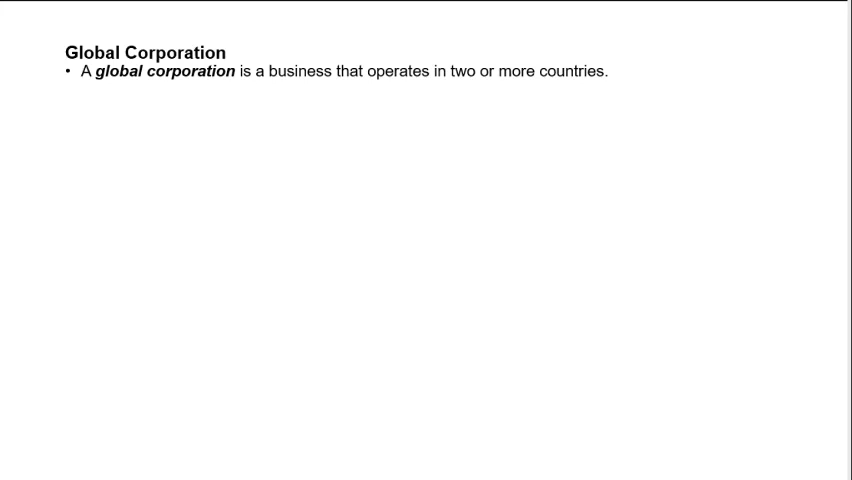 Global Corporation
• A global corporation is a business that operates in two or more countries.